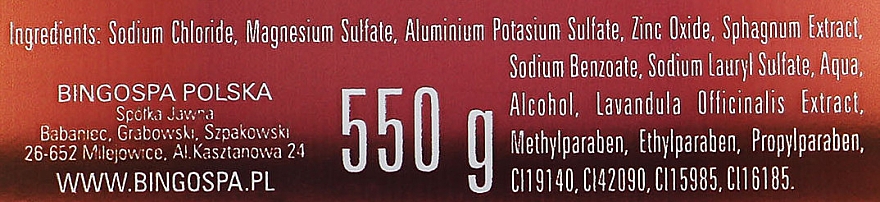 Ingredients: Sodium Chloride, Magnesium Sulfate, Aluminium Potasium Sulfate, Zinc Oxide, Sphagnum Extract,
Sodium Benzoate, Sodium Lauryl Sulfate, Aqua,
Alcohol, Lavandula Officinalis Extract,
Methylparaben, Ethylparaben, Propylparaben,
CI19140, CI42090, CI15985, CI16185.
BINGOSPA POLSKA
Spółka Jawna
Babaniec, Grabowski, Szpakowski
26-652 Milejowice, Al.Kasztanowa 24
WWW.BINGOSPA.PL
550 g